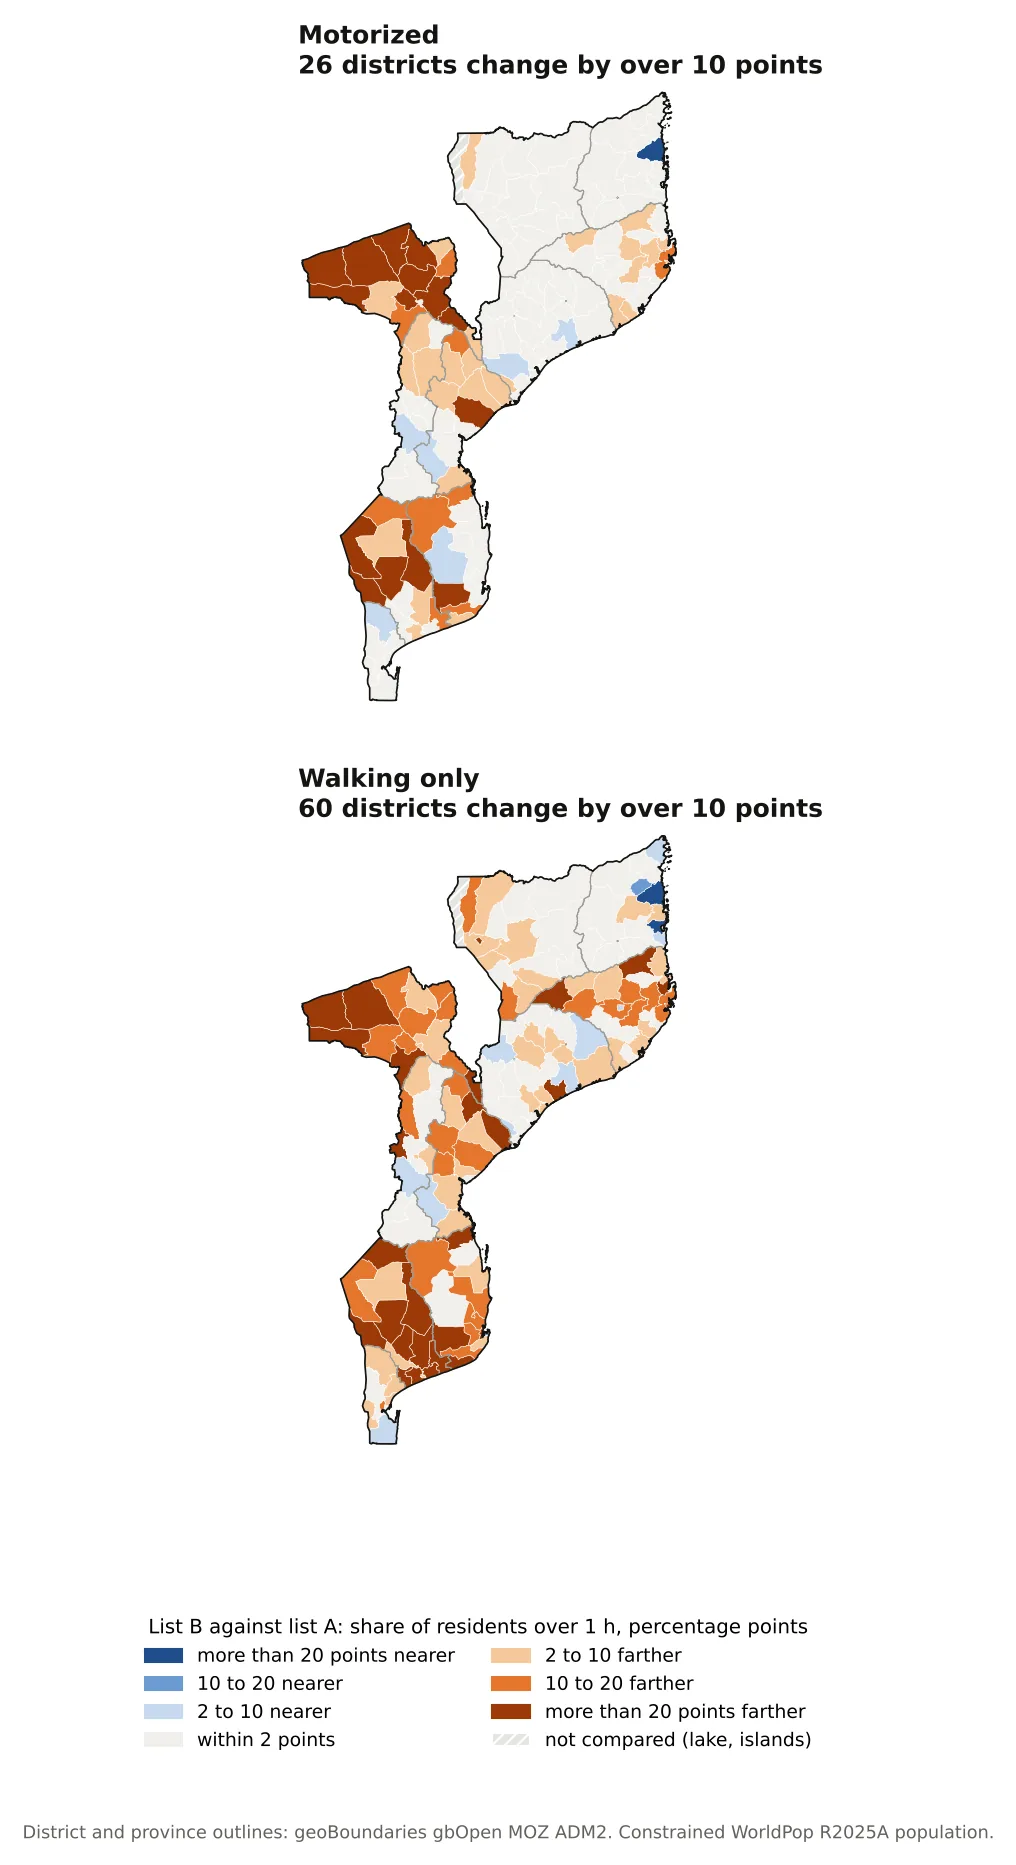 Motorized
26 districts change by over 10 points
Walking only
60 districts change by over 10 points
List B against list A: share of residents over 1 h, percentage points
more than 20 points nearer
10 to 20 nearer
2 to 10 nearer
within 2 points
2 to 10 farther
10 to 20 farther
more than 20 points farther
not compared (lake, islands)
District and province outlines: geoBoundaries gbOpen MOZ ADM2. Constrained WorldPop R2025A population.